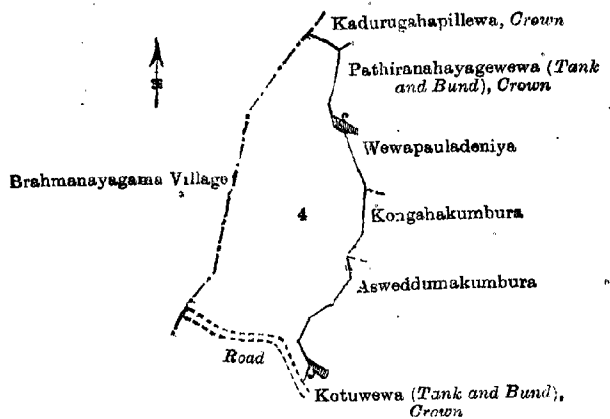 Kadurugahapillewa, Crown
Pathiranahayagewewa (Tank
and Bund), Crown
N
Wewapauladeniya
Brahmanayagama Village
4
Kongahakumbura
Asweddumakumbura
Road
Kotuwewa (Tank and Bund),
Crown